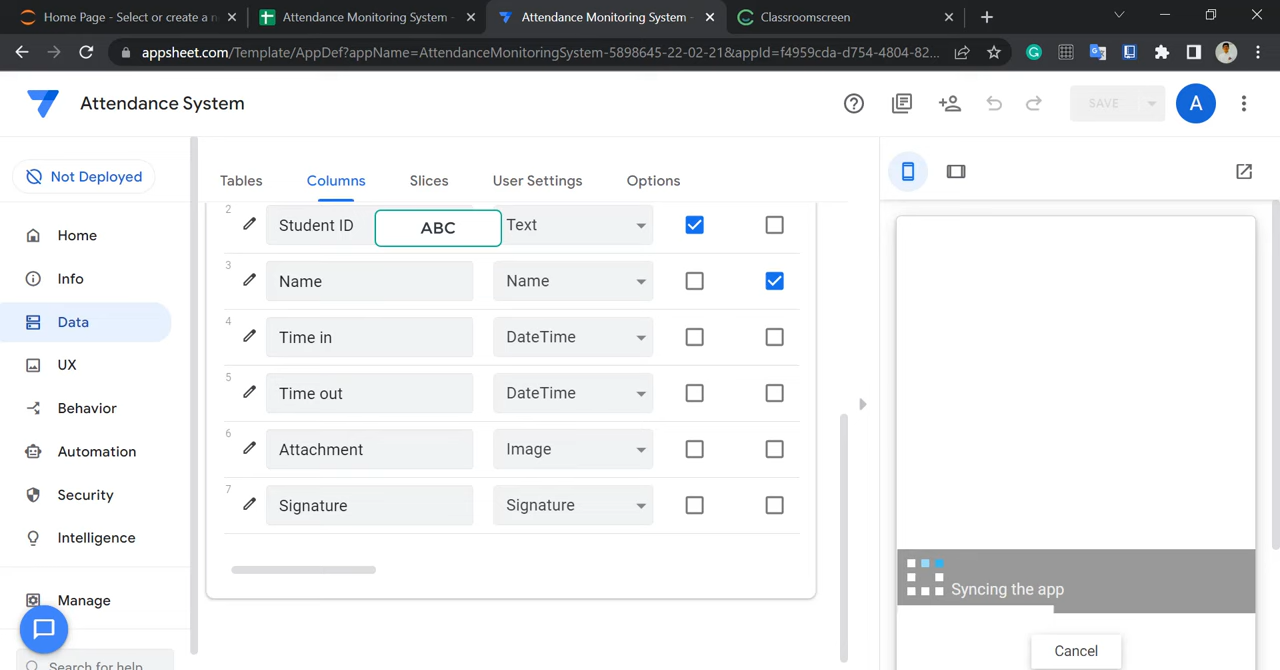 Home Page - Select or create a n
Attendance Monitoring System -
Attendance Monitoring System -
Classroomscreen
appsheet.com/Template/AppDef?appName=AttendanceMonitoringSystem-5898645-22-02-21&appId=f4959cda-d754-4804-82...
Attendance System
SAVE
A
Not Deployed
Home
Info
Data
UX
Behavior
Automation
Security
Intelligence
Manage
Search for help
Tables
Columns
Slices
User Settings
Options
2
Student ID
ABC
Text
3
Name
Name
4
Time in
DateTime
5
Time out
DateTime
6
Attachment
Image
7
Signature
Signature
Syncing the app
Cancel